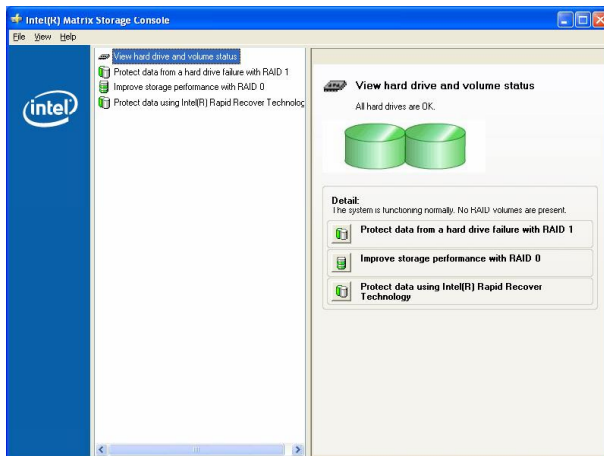 Intel(R) Matrix Storage Console
File View Help
intel
View hard drive and volume status
Protect data from a hard drive failure with RAID 1
Improve storage performance with RAID 0
Protect data using Intel(R) Rapid Recover Technolog
View hard drive and volume status
All hard drives are OK.
Detail:
The system is functioning normally. No RAID volumes are present.
Protect data from a hard drive failure with RAID 1
Improve storage performance with RAID 0
Protect data using Intel(R) Rapid Recover
Technology